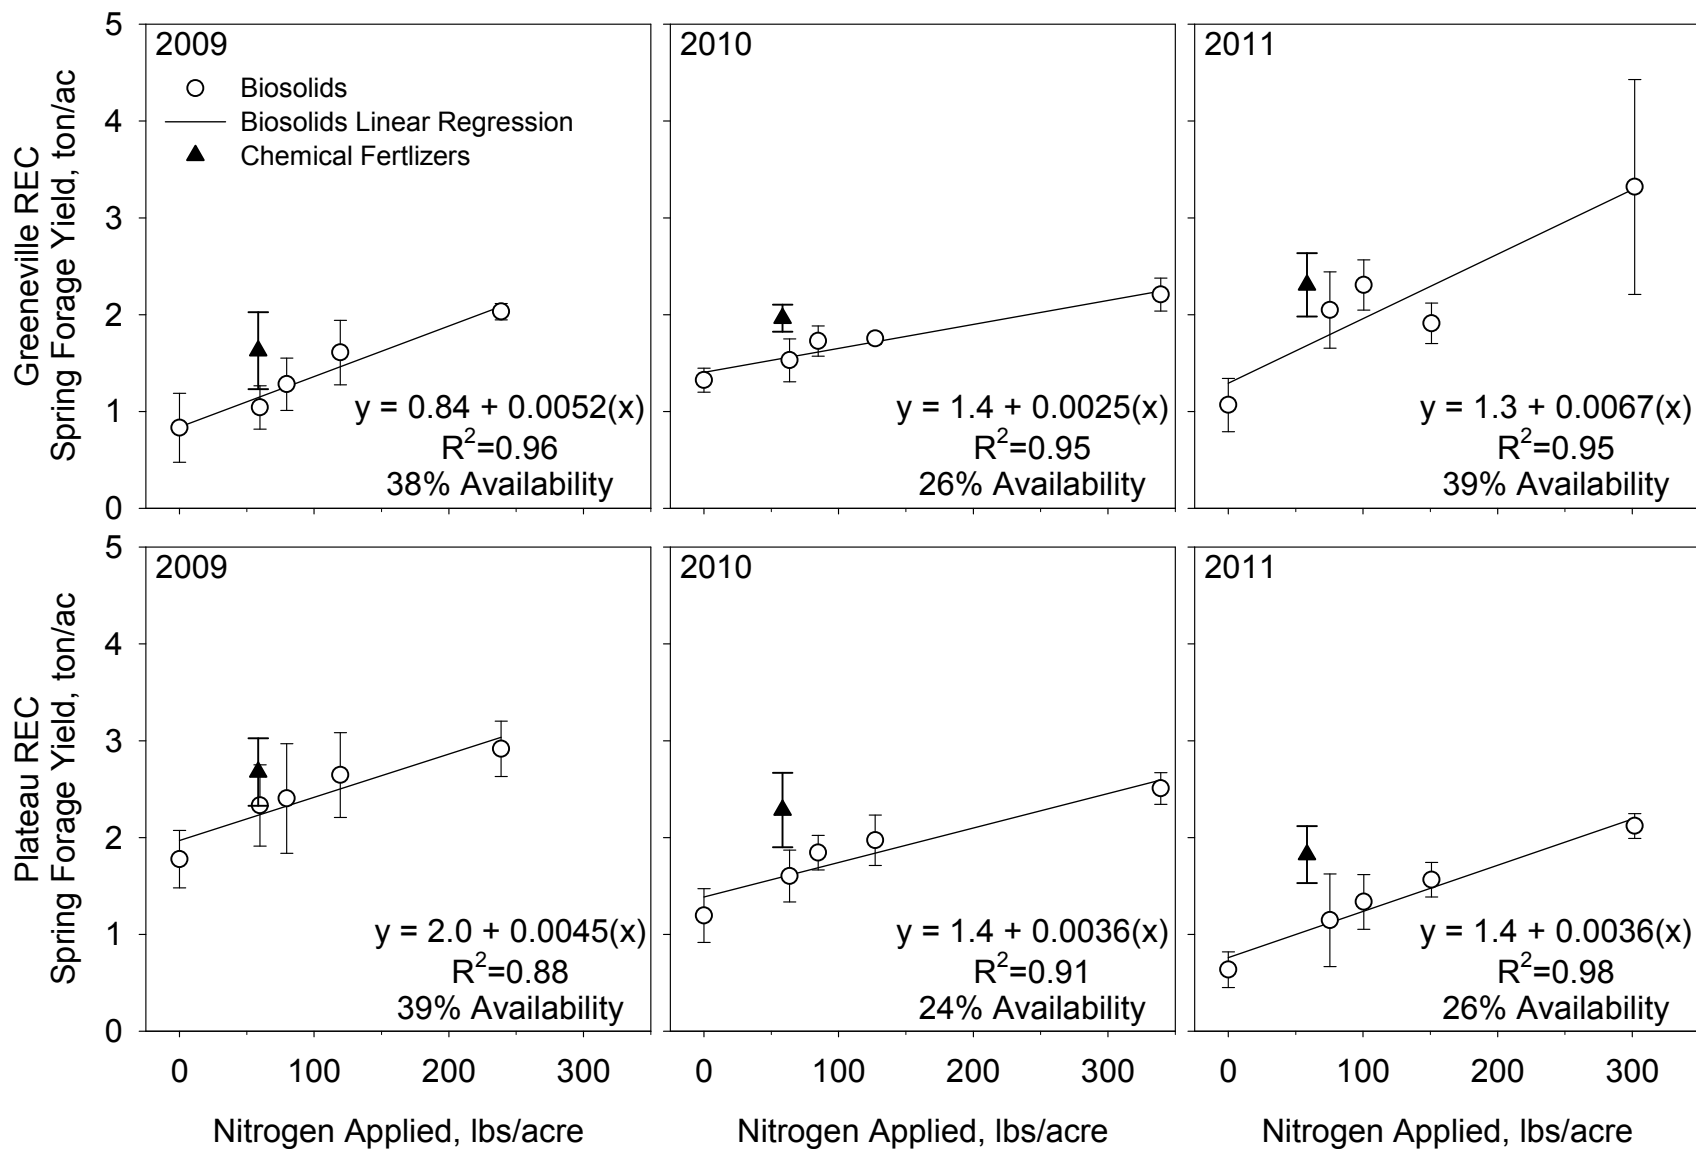 Greeneville REC
Spring Forage Yield, ton/ac
5
4
3
2
1
0
2009
Biosolids
Biosolids Linear Regression
Chemical Fertlizers
y = 0.84 + 0.0052(x)
R²=0.96
38% Availability
2010
y = 1.4 + 0.0025(x)
R²=0.95
26% Availability
2011
y = 1.3 + 0.0067(x)
R²=0.95
39% Availability
Plateau REC
Spring Forage Yield, ton/ac
5
4
3
2
1
0
2009
y = 2.0 + 0.0045(x)
R²=0.88
39% Availability
2010
y = 1.4 + 0.0036(x)
R²=0.91
24% Availability
2011
y = 1.4 + 0.0036(x)
R²=0.98
26% Availability
0 100 200 300
0 100 200 300
0 100 200 300
Nitrogen Applied, lbs/acre
Nitrogen Applied, lbs/acre
Nitrogen Applied, lbs/acre